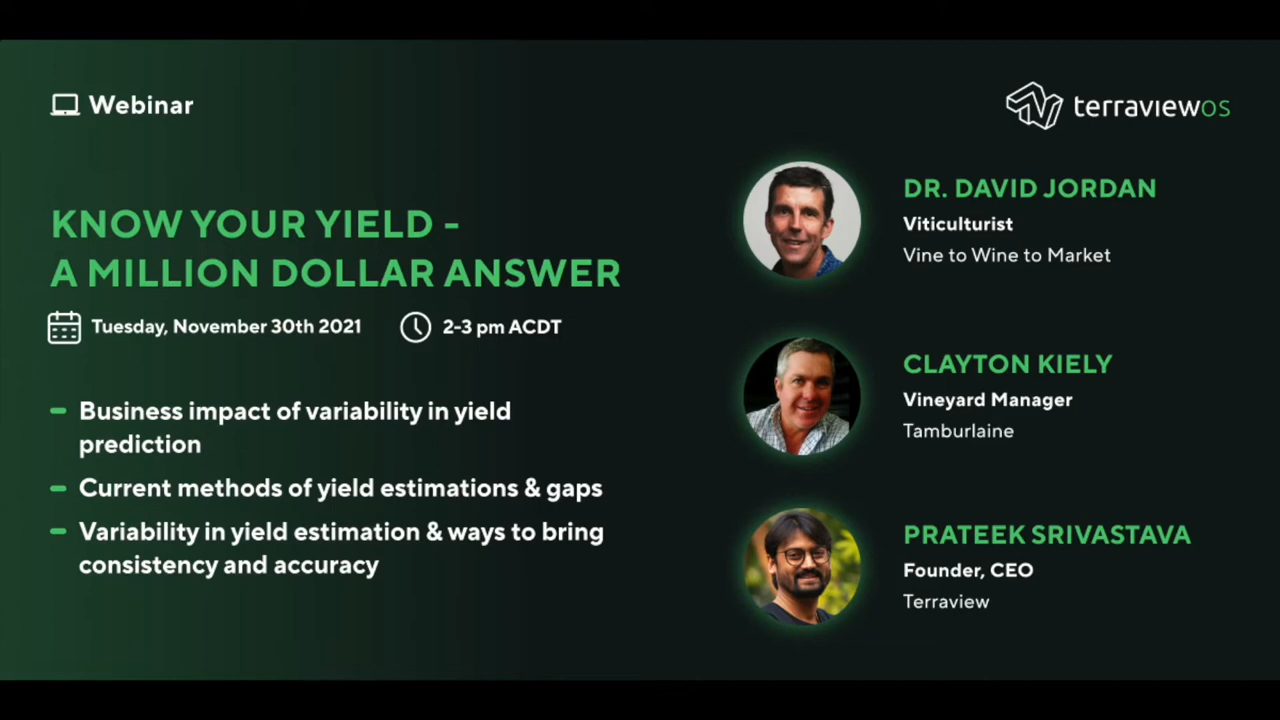 Webinar
terraviewos
KNOW YOUR YIELD -
A MILLION DOLLAR ANSWER
Tuesday, November 30th 2021
2-3 pm ACDT
Business impact of variability in yield
prediction
Current methods of yield estimations & gaps
Variability in yield estimation & ways to bring
consistency and accuracy
DR. DAVID JORDAN
Viticulturist
Vine to Wine to Market
CLAYTON KIELY
Vineyard Manager
Tamburlaine
PRATEEK SRIVASTAVA
Founder, CEO
Terraview